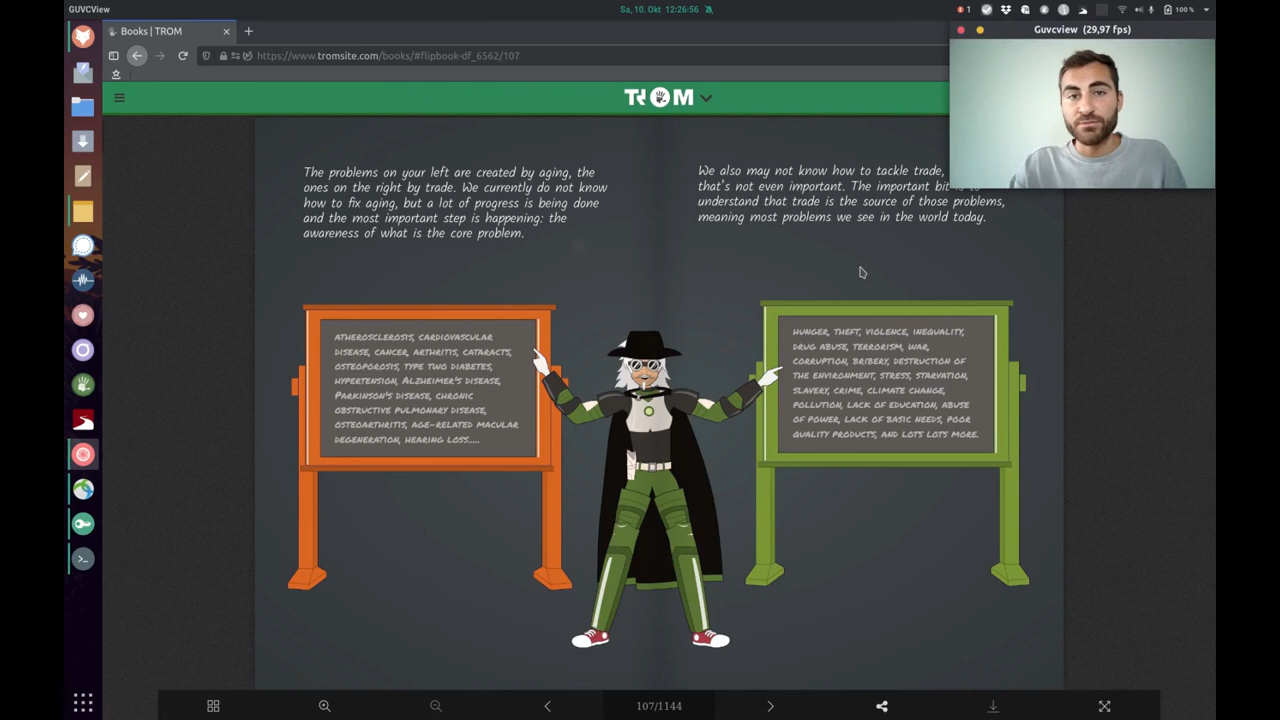 GUVCView
Sa, 10. Okt 12:26:56
1
100 %
Books | TROM
Guvcview (29,97 fps)
https://www.tromsite.com/books/#flipbook-df_6562/107
TROM
The problems on your left are created by aging, the
ones on the right by trade. We currently do not know
how to fix aging, but a lot of progress is being done
and the most important step is happening: the
awareness of what is the core problem.
We also may not know how to tackle trade,
that's not even important. The important bit is to
understand that trade is the source of those problems,
meaning most problems we see in the world today.
ATHEROSCLEROSIS, CARDIOVASCULAR
DISEASE, CANCER, ARTHRITIS, CATARACTS,
OSTEOPOROSIS, TYPE TWO DIABETES,
HYPERTENSION, ALZHEIMER'S DISEASE,
PARKINSON'S DISEASE, CHRONIC
OBSTRUCTIVE PULMONARY DISEASE,
OSTEOARTHRITIS, AGE-RELATED MACULAR
DEGENERATION, HEARING LOSS.....
HUNGER, THEFT, VIOLENCE, INEQUALITY,
DRUG ABUSE, TERRORISM, WAR,
CORRUPTION, BRIBERY, DESTRUCTION OF
THE ENVIRONMENT, STRESS, STARVATION,
SLAVERY, CRIME, CLIMATE CHANGE,
POLLUTION, LACK OF EDUCATION, ABUSE
OF POWER, LACK OF BASIC NEEDS, POOR
QUALITY PRODUCTS, AND LOTS LOTS MORE.
107/1144